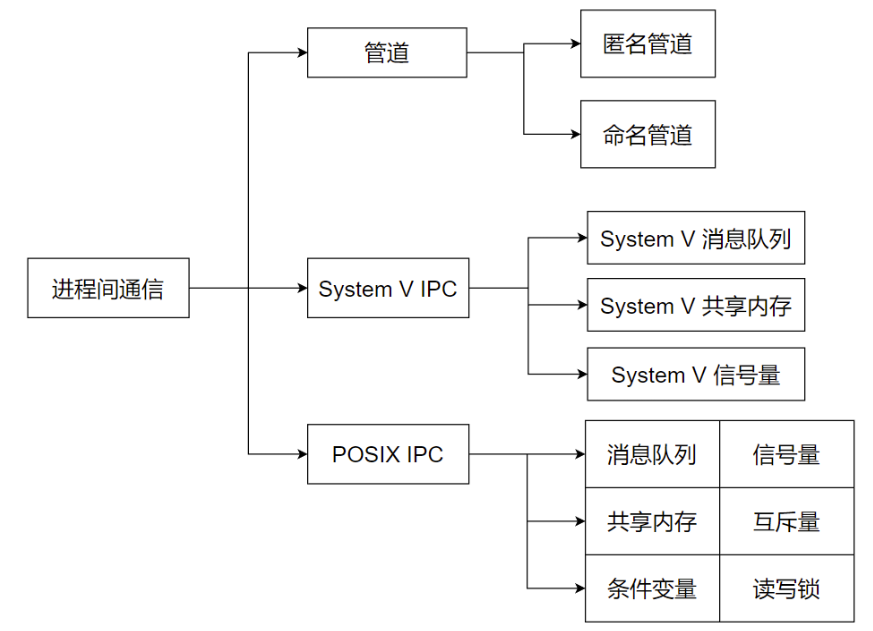 进程间通信
管道
匿名管道
命名管道
System V IPC
System V 消息队列
System V 共享内存
System V 信号量
POSIX IPC
消息队列
信号量
共享内存
互斥量
条件变量
读写锁